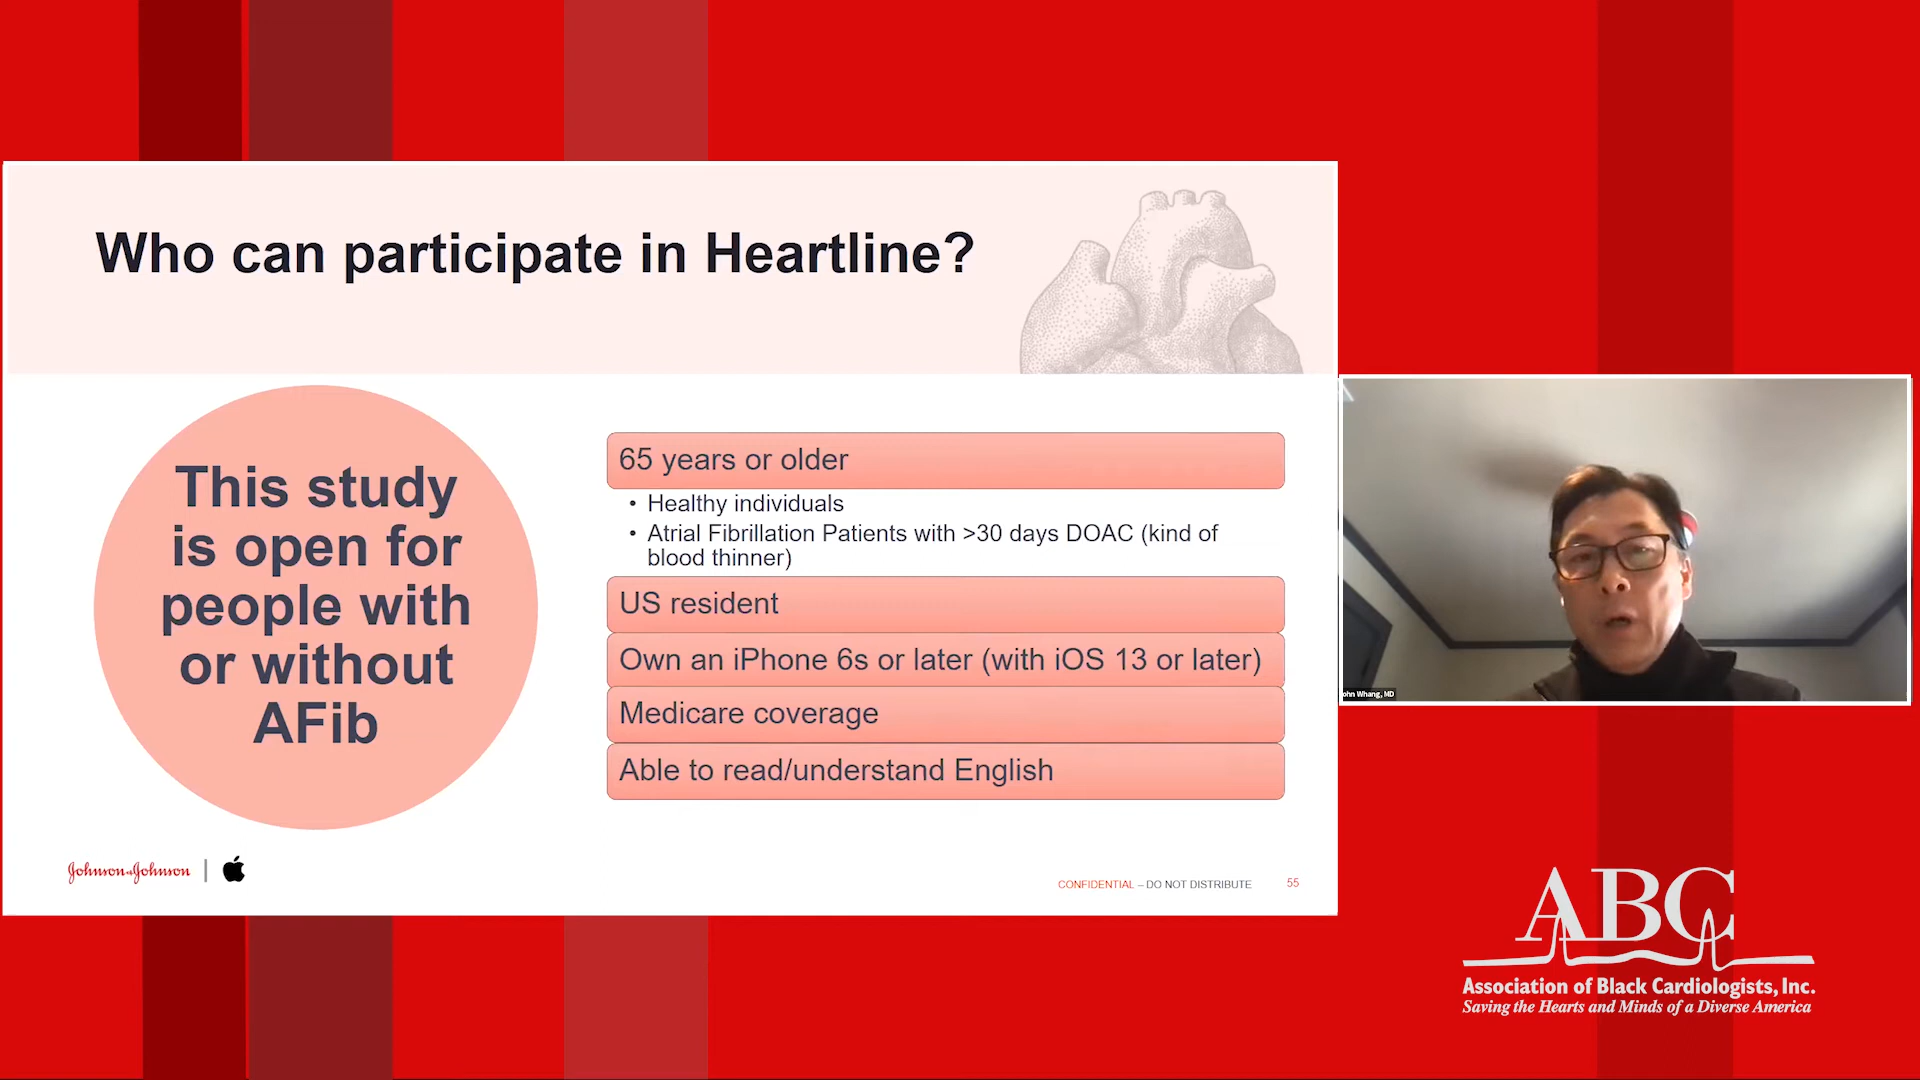 Who can participate in Heartline?
This study
is open for
people with
or without
AFib
65 years or older
• Healthy individuals
• Atrial Fibrillation Patients with >30 days DOAC (kind of
blood thinner)
US resident
Own an iPhone 6s or later (with iOS 13 or later)
Medicare coverage
Able to read/understand English
Johnson & Johnson
CONFIDENTIAL – DO NOT DISTRIBUTE 55
ohn Whang, MD
ABC
Association of Black Cardiologists, Inc.
Saving the Hearts and Minds of a Diverse America